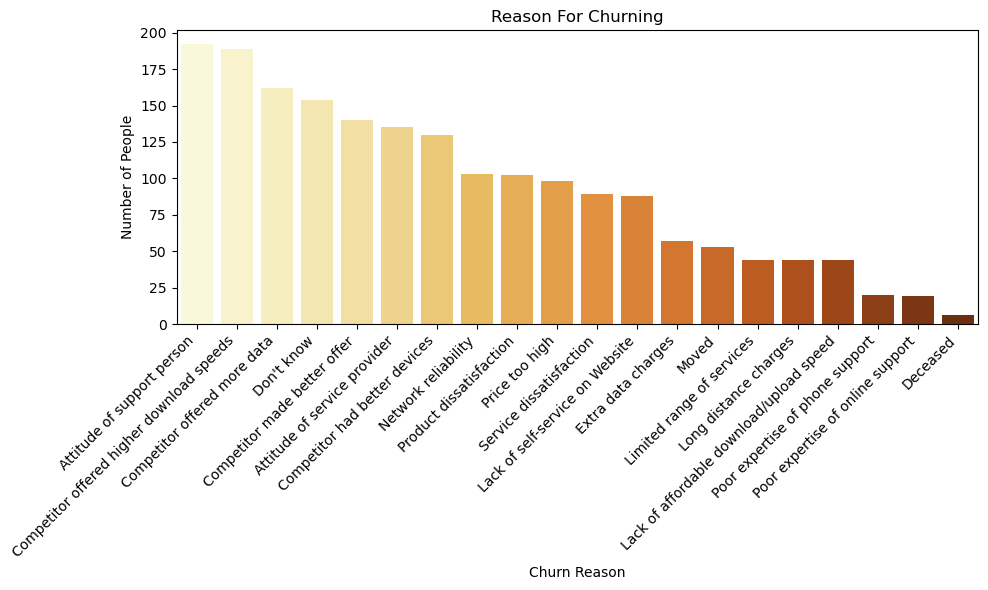 Reason For Churning
Number of People
200
175
150
125
100
75
50
25
0
Attitude of support person
Competitor offered higher download speeds
Competitor offered more data
Don't know
Competitor made better offer
Attitude of service provider
Competitor had better devices
Network reliability
Product dissatisfaction
Price too high
Service dissatisfaction
Lack of self-service on Website
Extra data charges
Moved
Limited range of services
Long distance charges
Lack of affordable download/upload speed
Poor expertise of phone support
Poor expertise of online support
Deceased
Churn Reason